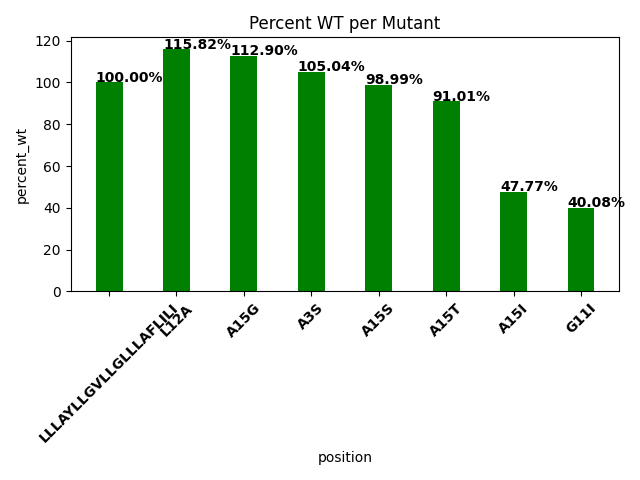 Percent WT per Mutant
percent_wt
120
100
80
60
40
20
0
100.00%
115.82%
112.90%
105.04%
98.99%
91.01%
47.77%
40.08%
LLLAYLLGVLLGLLLAFLILI
L12A
A15G
A3S
A15S
A15T
A15I
G11I
position